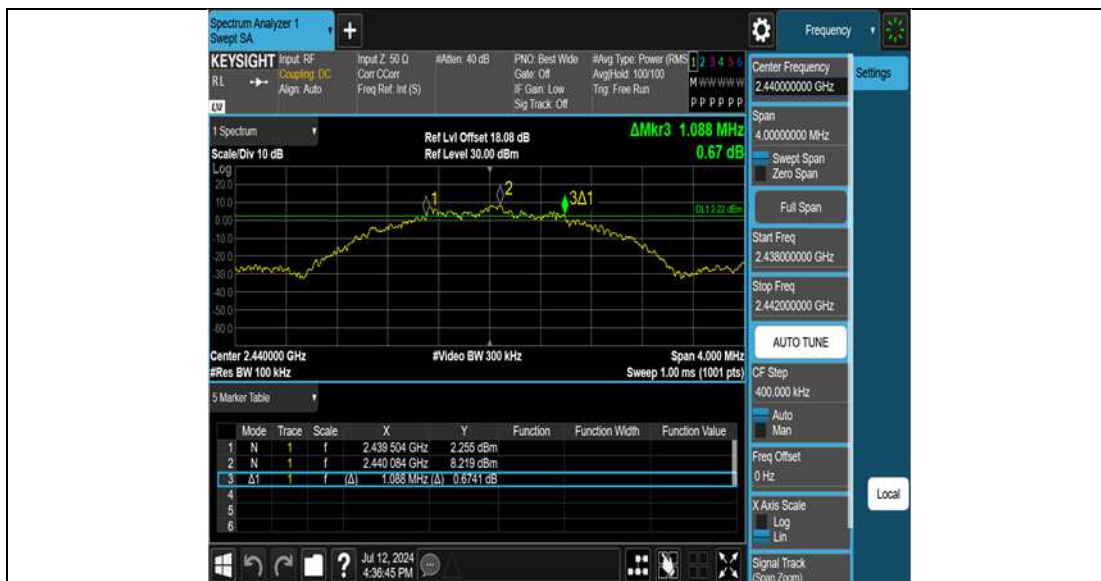 Spectrum Analyzer 1
Swept SA
+
Frequency
KEYSIGHT Input: RF Input Z: 50 Ω #Atten: 40 dB PNO: Best Wide #Avg Type: Power (RMS 1 2 3 4 5 6
RL Coupling: DC Corr CCorr Gate: Off Avg|Hold: 100/100 M W W W W W
Align: Auto Freq Ref: Int (S) IF Gain: Low Trig: Free Run
Sig Track: Off P P P P P P
LXI
1 Spectrum
Ref Lvl Offset 18.08 dB
ΔMkr3 1.088 MHz
Scale/Div 10 dB
Ref Level 30.00 dBm
0.67 dB
Log
20.0
10.0
0.00
-10.0
-20.0
-30.0
-40.0
-50.0
-60.0
1
2
3Δ1
DL1 2.22 dBm
Center 2.440000 GHz #Video BW 300 kHz Span 4.000 MHz
#Res BW 100 kHz Sweep 1.00 ms (1001 pts)
5 Marker Table
Mode Trace Scale X Y Function Function Width Function Value
1 N 1 f 2.439 504 GHz 2.255 dBm
2 N 1 f 2.440 084 GHz 8.219 dBm
3 Δ1 1 f (Δ) 1.088 MHz (Δ) 0.6741 dB
4
5
6
?
Jul 12, 2024
4:36:45 PM
Center Frequency
2.440000000 GHz
Settings
Span
4.00000000 MHz
Swept Span
Zero Span
Full Span
Start Freq
2.438000000 GHz
Stop Freq
2.442000000 GHz
AUTO TUNE
CF Step
400.000 kHz
Auto
Man
Freq Offset
0 Hz
X Axis Scale
Log
Lin
Signal Track
(Span Zoom)
Local